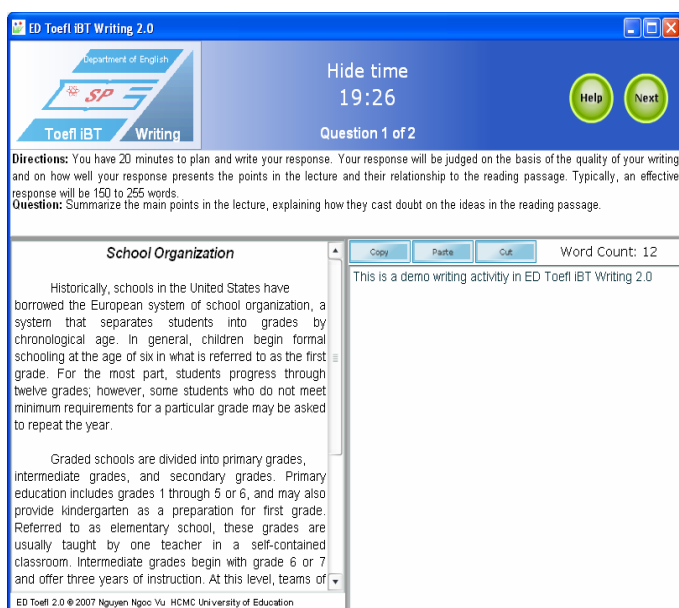 ED Toefl iBT Writing 2.0
Department of English
SP
Toefl iBT Writing
Hide time
19:26
Question 1 of 2
Help
Next
Directions: You have 20 minutes to plan and write your response. Your response will be judged on the basis of the quality of your writing
and on how well your response presents the points in the lecture and their relationship to the reading passage. Typically, an effective
response will be 150 to 255 words.
Question: Summarize the main points in the lecture, explaining how they cast doubt on the ideas in the reading passage.
School Organization
Historically, schools in the United States have
borrowed the European system of school organization, a
system that separates students into grades by
chronological age. In general, children begin formal
schooling at the age of six in what is referred to as the first
grade. For the most part, students progress through
twelve grades; however, some students who do not meet
minimum requirements for a particular grade may be asked
to repeat the year.
Graded schools are divided into primary grades,
intermediate grades, and secondary grades. Primary
education includes grades 1 through 5 or 6, and may also
provide kindergarten as a preparation for first grade.
Referred to as elementary school, these grades are
usually taught by one teacher in a self-contained
classroom. Intermediate grades begin with grade 6 or 7
and offer three years of instruction. At this level, teams of
Copy
Paste
Cut
Word Count: 12
This is a demo writing activitiy in ED Toefl iBT Writing 2.0
ED Toefl 2.0 © 2007 Nguyen Ngoc Vu HCMC University of Education